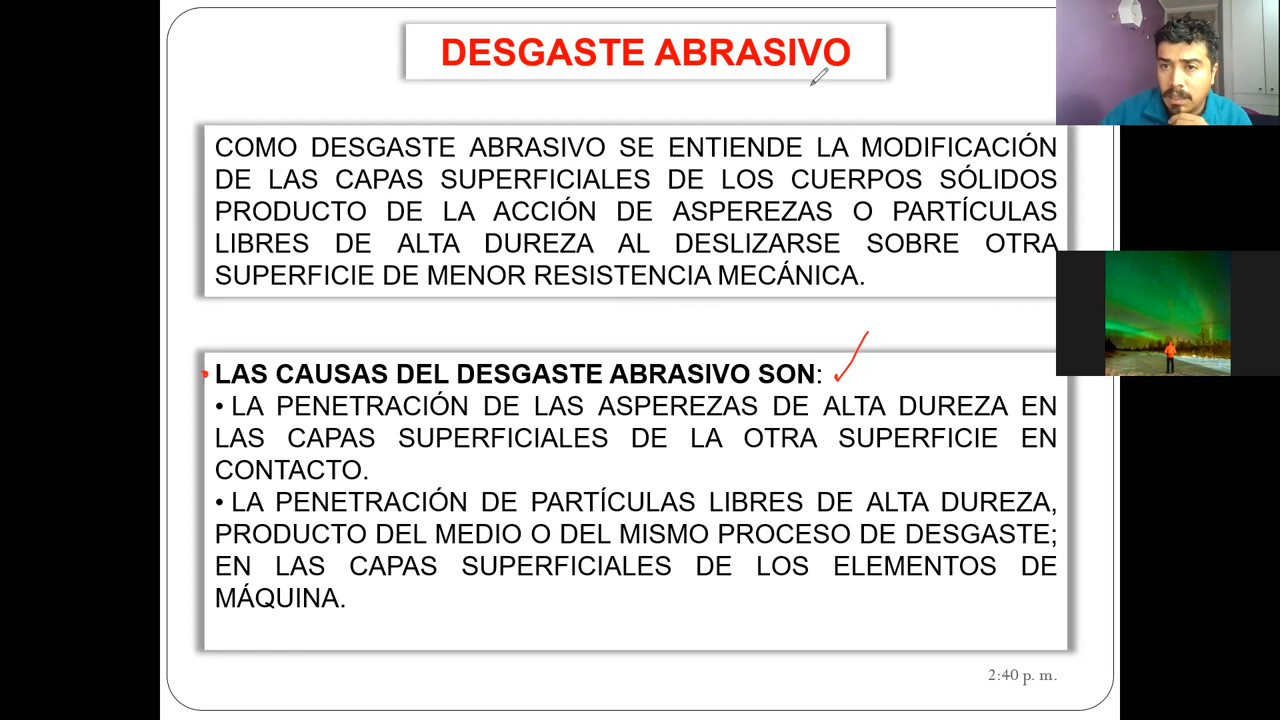 DESGASTE ABRASIVO
COMO DESGASTE ABRASIVO SE ENTIENDE LA MODIFICACIÓN
DE LAS CAPAS SUPERFICIALES DE LOS CUERPOS SÓLIDOS
PRODUCTO DE LA ACCIÓN DE ASPEREZAS O PARTÍCULAS
LIBRES DE ALTA DUREZA AL DESLIZARSE SOBRE OTRA
SUPERFICIE DE MENOR RESISTENCIA MECÁNICA.
LAS CAUSAS DEL DESGASTE ABRASIVO SON:
• LA PENETRACIÓN DE LAS ASPEREZAS DE ALTA DUREZA EN
LAS CAPAS SUPERFICIALES DE LA OTRA SUPERFICIE EN
CONTACTO.
• LA PENETRACIÓN DE PARTÍCULAS LIBRES DE ALTA DUREZA,
PRODUCTO DEL MEDIO O DEL MISMO PROCESO DE DESGASTE;
EN LAS CAPAS SUPERFICIALES DE LOS ELEMENTOS DE
MÁQUINA.
2:40 p. m.